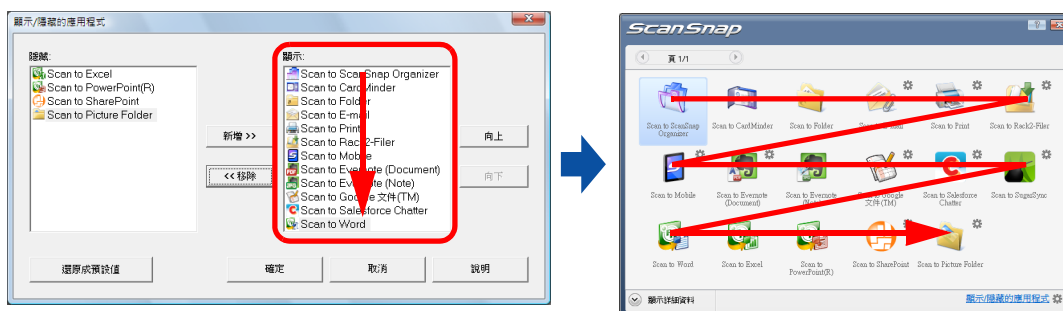 顯示/隱藏的應用程式
隱藏:
Scan to Excel
Scan to PowerPoint(R)
Scan to SharePoint
Scan to Picture Folder
新增 >>
<< 移除
顯示:
Scan to ScanSnap Organizer
Scan to CardMinder
Scan to Folder
Scan to E-mail
Scan to Print
Scan to Rack2-Filer
Scan to Mobile
Scan to Evernote (Document)
Scan to Evernote (Note)
Scan to Google 文件(TM)
Scan to Salesforce Chatter
Scan to Word
向上
向下
還原成預設值
確定
取消
說明
ScanSnap
頁 1/1
Scan to ScanSnap
Organizer
Scan to CardMinder
Scan to Folder
Scan to E-mail
Scan to Print
Scan to Rack2-Filer
Scan to Mobile
Scan to Evernote
(Document)
Scan to Evernote
(Note)
Scan to Google
文件(TM)
Scan to Salesforce
Chatter
Scan to SugarSync
Scan to Word
Scan to Excel
Scan to
PowerPoint(R)
Scan to SharePoint
Scan to Picture Folder
顯示詳細資料
顯示/隱藏的應用程式